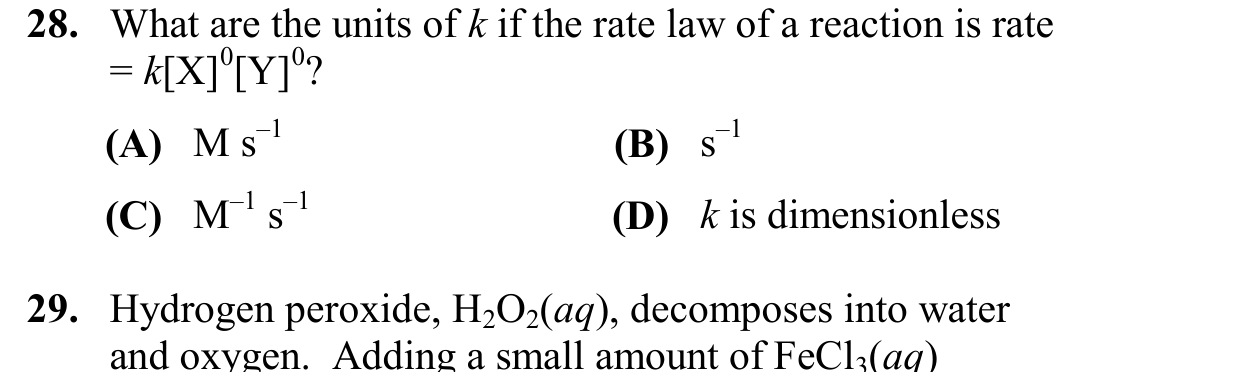 28. What are the units of k if the rate law of a reaction is rate
= k[X]⁰[Y]⁰?
(A) M s⁻¹ (B) s⁻¹
(C) M⁻¹ s⁻¹ (D) k is dimensionless
29. Hydrogen peroxide, H₂O₂(aq), decomposes into water
and oxygen. Adding a small amount of FeCl₃(aq)